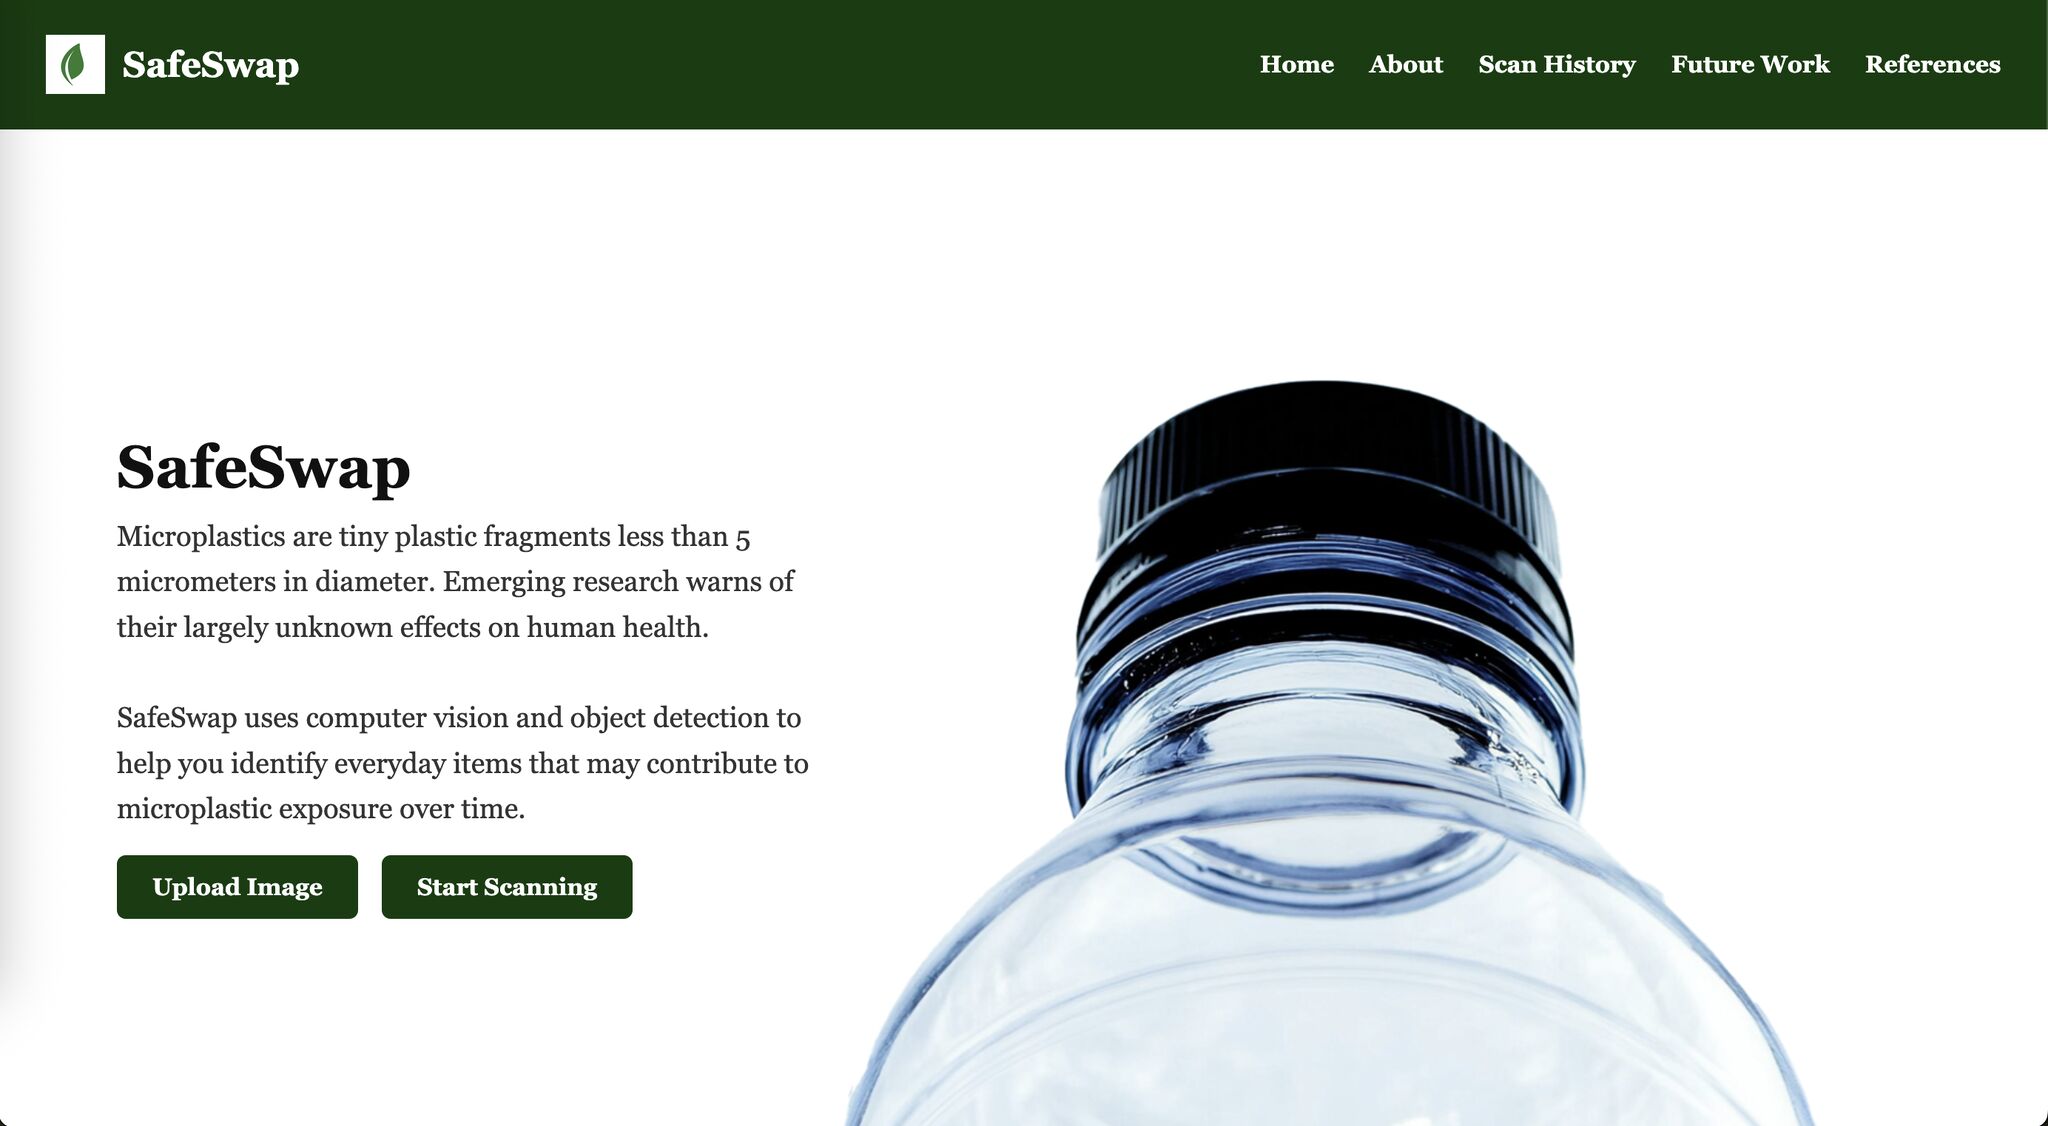 SafeSwap
Home About Scan History Future Work References
SafeSwap
Microplastics are tiny plastic fragments less than 5
micrometers in diameter. Emerging research warns of
their largely unknown effects on human health.
SafeSwap uses computer vision and object detection to
help you identify everyday items that may contribute to
microplastic exposure over time.
Upload Image Start Scanning